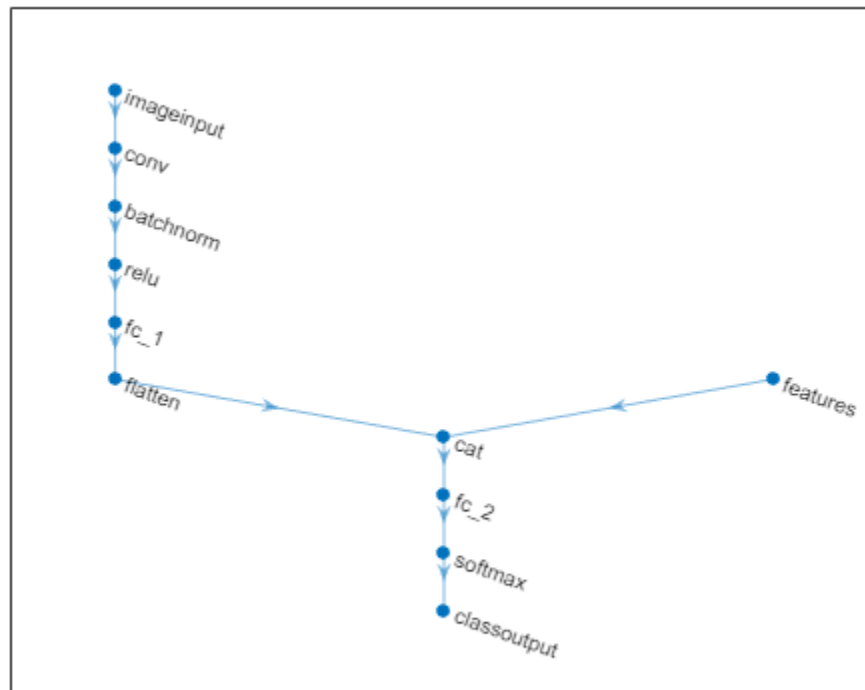 imageinput
conv
batchnorm
relu
fc_1
flatten
features
cat
fc_2
softmax
classoutput